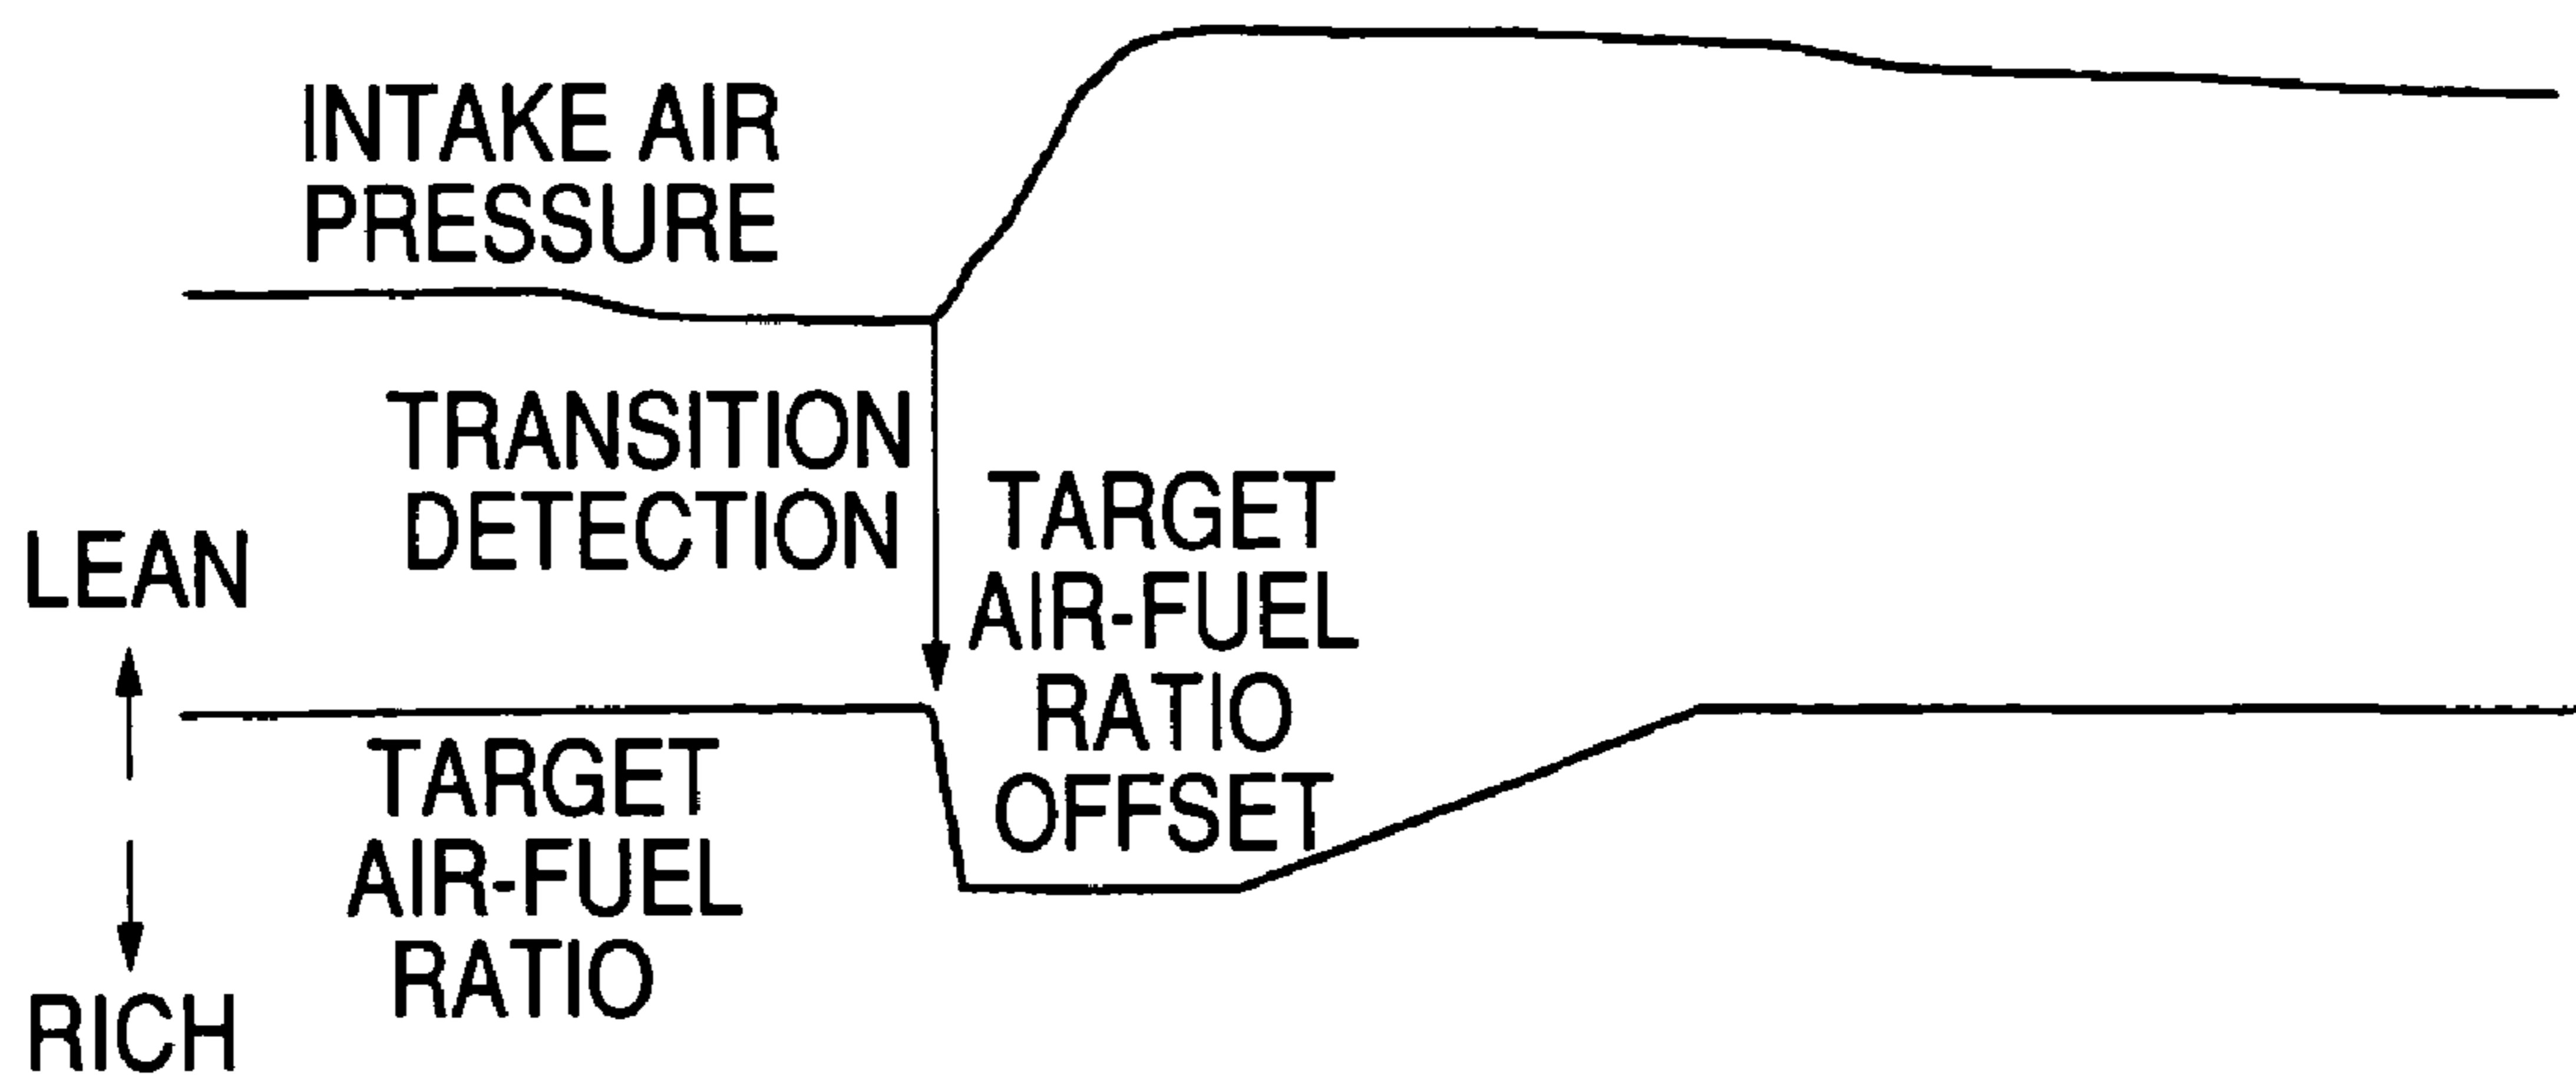 INTAKE AIR
PRESSURE
TRANSITION
DETECTION
TARGET
AIR-FUEL
RATIO
OFFSET
LEAN
TARGET
AIR-FUEL
RATIO
RICH